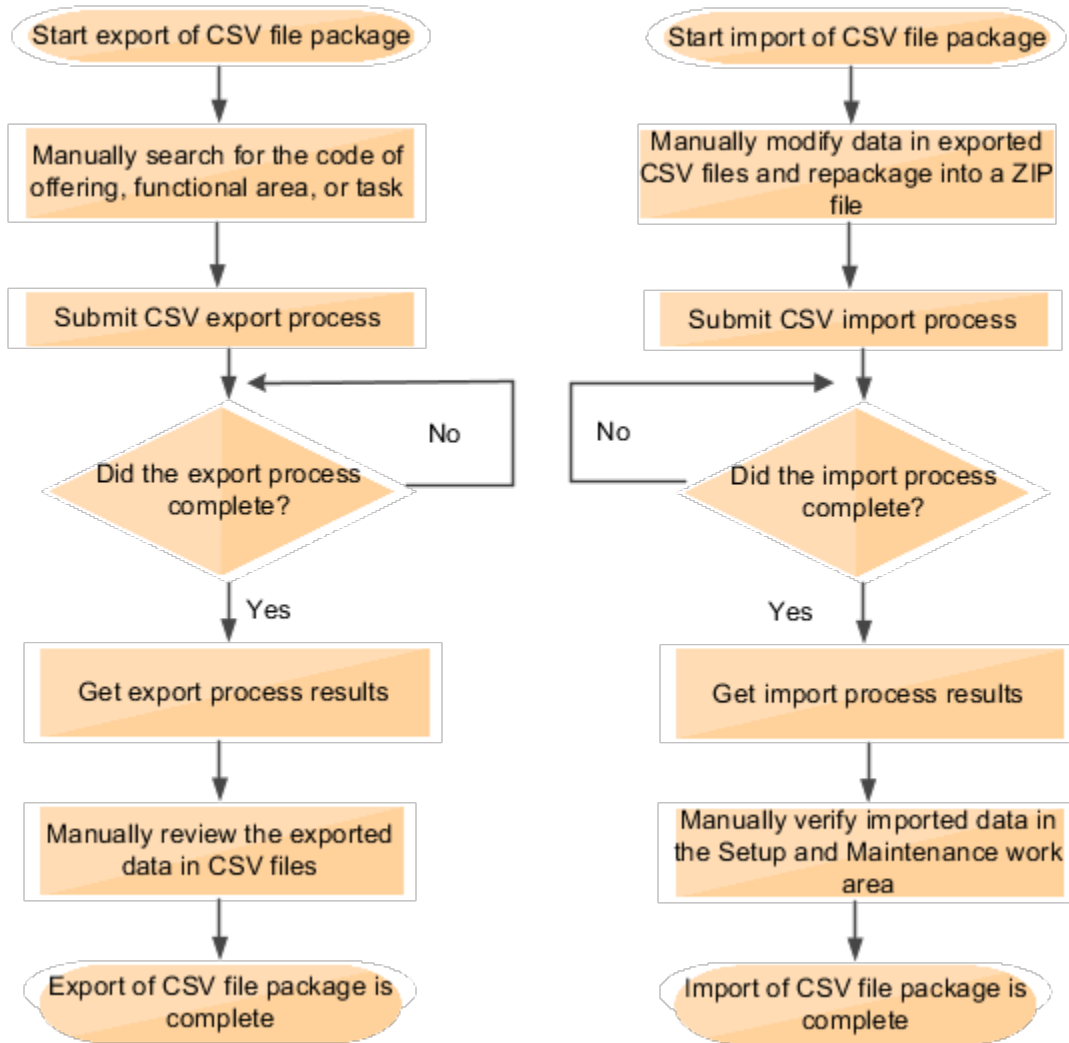 Start export of CSV file package
Manually search for the code of
offering, functional area, or task
Submit CSV export process
No
Did the export process
complete?
Yes
Get export process results
Manually review the exported
data in CSV files
Export of CSV file package is
complete
Start import of CSV file package
Manually modify data in exported
CSV files and repackage into a ZIP
file
Submit CSV import process
No
Did the import process
complete?
Yes
Get import process results
Manually verify imported data in
the Setup and Maintenance work
area
Import of CSV file package is
complete